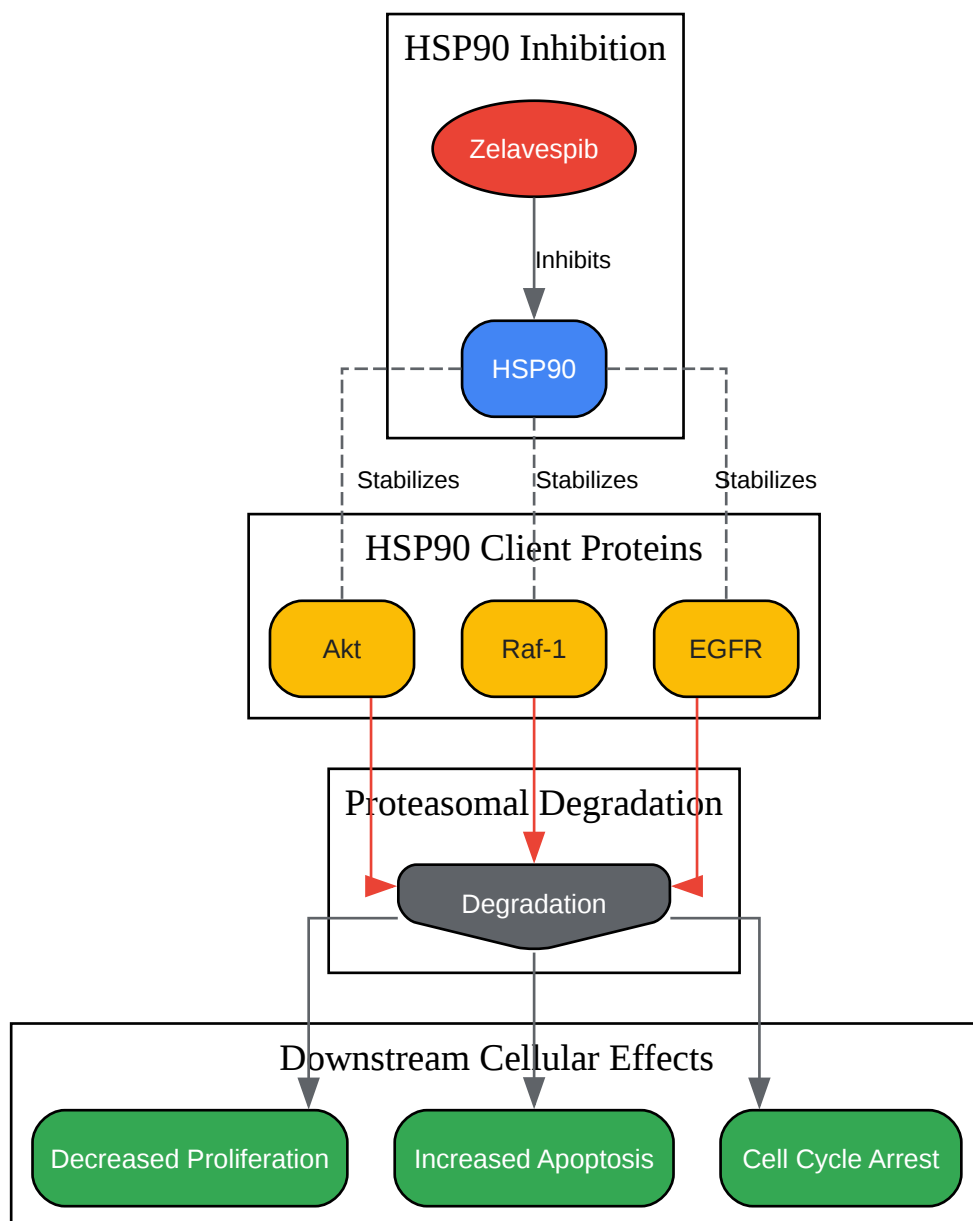 HSP90 Inhibition
Zelavespib
Inhibits
HSP90
Stabilizes
Stabilizes
Stabilizes
HSP90 Client Proteins
Akt
Raf-1
EGFR
Proteasomal Degradation
Degradation
Downstream Cellular Effects
Decreased Proliferation
Increased Apoptosis
Cell Cycle Arrest